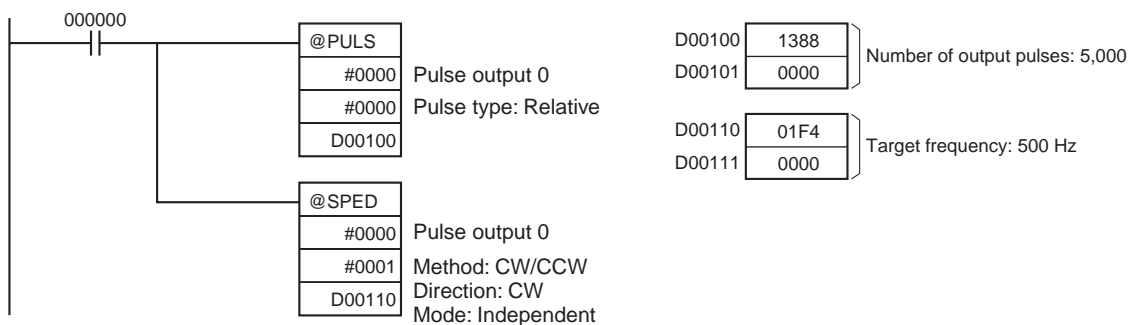 000000
@PULS
#0000 Pulse output 0
#0000 Pulse type: Relative
D00100
@SPED
#0000 Pulse output 0
#0001 Method: CW/CCW
Direction: CW
D00110
Mode: Independent
D00100 1388
Number of output pulses: 5,000
D00101 0000
D00110 01F4
Target frequency: 500 Hz
D00111 0000